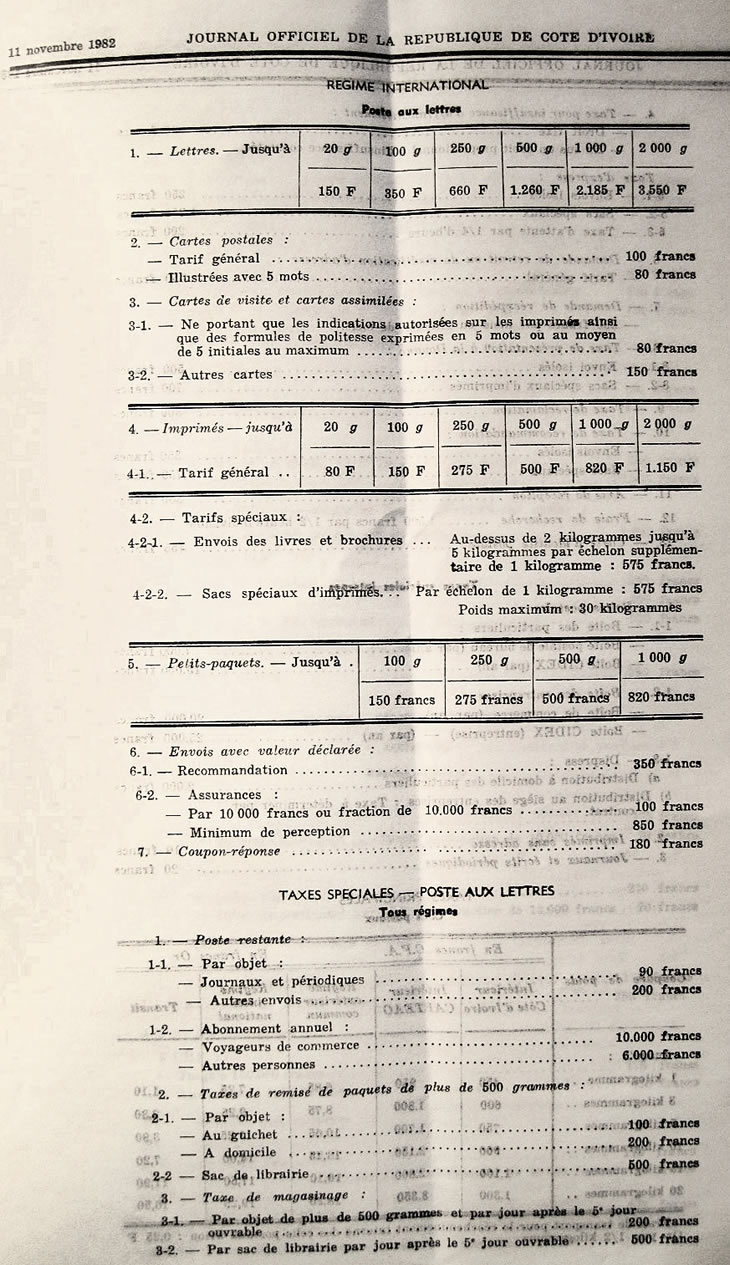 11 novembre 1982 JOURNAL OFFICIEL DE LA REPUBLIQUE DE COTE D'IVOIRE
REGIME INTERNATIONAL
Poste aux lettres
1. — Lettres. — Jusqu'à 20 g 100 g 250 g 500 g 1 000 g 2 000 g
150 F 350 F 660 F 1.260 F 2.185 F 3.550 F
2. — Cartes postales :
— Tarif général ........ 100 francs
— Illustrées avec 5 mots ........ 80 francs
3. — Cartes de visite et cartes assimilées :
3-1. — Ne portant que les indications autorisées sur les imprimés ainsi
que des formules de politesse exprimées en 5 mots ou au moyen
de 5 initiales au maximum ........ 80 francs
3-2. — Autres cartes ........ 150 francs
4. — Imprimés — jusqu'à 20 g 100 g 250 g 500 g 1 000 g 2 000 g
4-1. — Tarif général .. 80 F 150 F 275 F 500 F 820 F 1.150 F
4-2. — Tarifs spéciaux :
4-2-1. — Envois des livres et brochures ... Au-dessus de 2 kilogrammes jusqu'à
5 kilogrammes par échelon supplémen-
taire de 1 kilogramme : 575 francs.
4-2-2. — Sacs spéciaux d'imprimés... Par échelon de 1 kilogramme : 575 francs
Poids maximum : 30 kilogrammes
5. — Petits-paquets. — Jusqu'à . 100 g 250 g 500 g 1 000 g
150 francs 275 francs 500 francs 820 francs
6. — Envois avec valeur déclarée :
6-1. — Recommandation ........ 350 francs
6-2. — Assurances :
— Par 10 000 francs ou fraction de 10.000 francs ........ 100 francs
— Minimum de perception ........ 850 francs
7. — Coupon-réponse ........ 180 francs
TAXES SPECIALES — POSTE AUX LETTRES
Tous régimes
1. — Poste restante :
1-1. — Par objet :
— Journaux et périodiques ........ 90 francs
— Autres envois ........ 200 francs
1-2. — Abonnement annuel :
— Voyageurs de commerce ........ 10.000 francs
— Autres personnes ........ 6.000 francs
2. — Taxes de remise de paquets de plus de 500 grammes :
2-1. — Par objet :
— Au guichet ........ 100 francs
— A domicile ........ 200 francs
2-2 — Sac de librairie ........ 500 francs
3. — Taxe de magasinage :
3-1. — Par objet de plus de 500 grammes et par jour après le 5e jour
ouvrable ........ 200 francs
3-2. — Par sac de librairie par jour après le 5e jour ouvrable ...... 500 francs